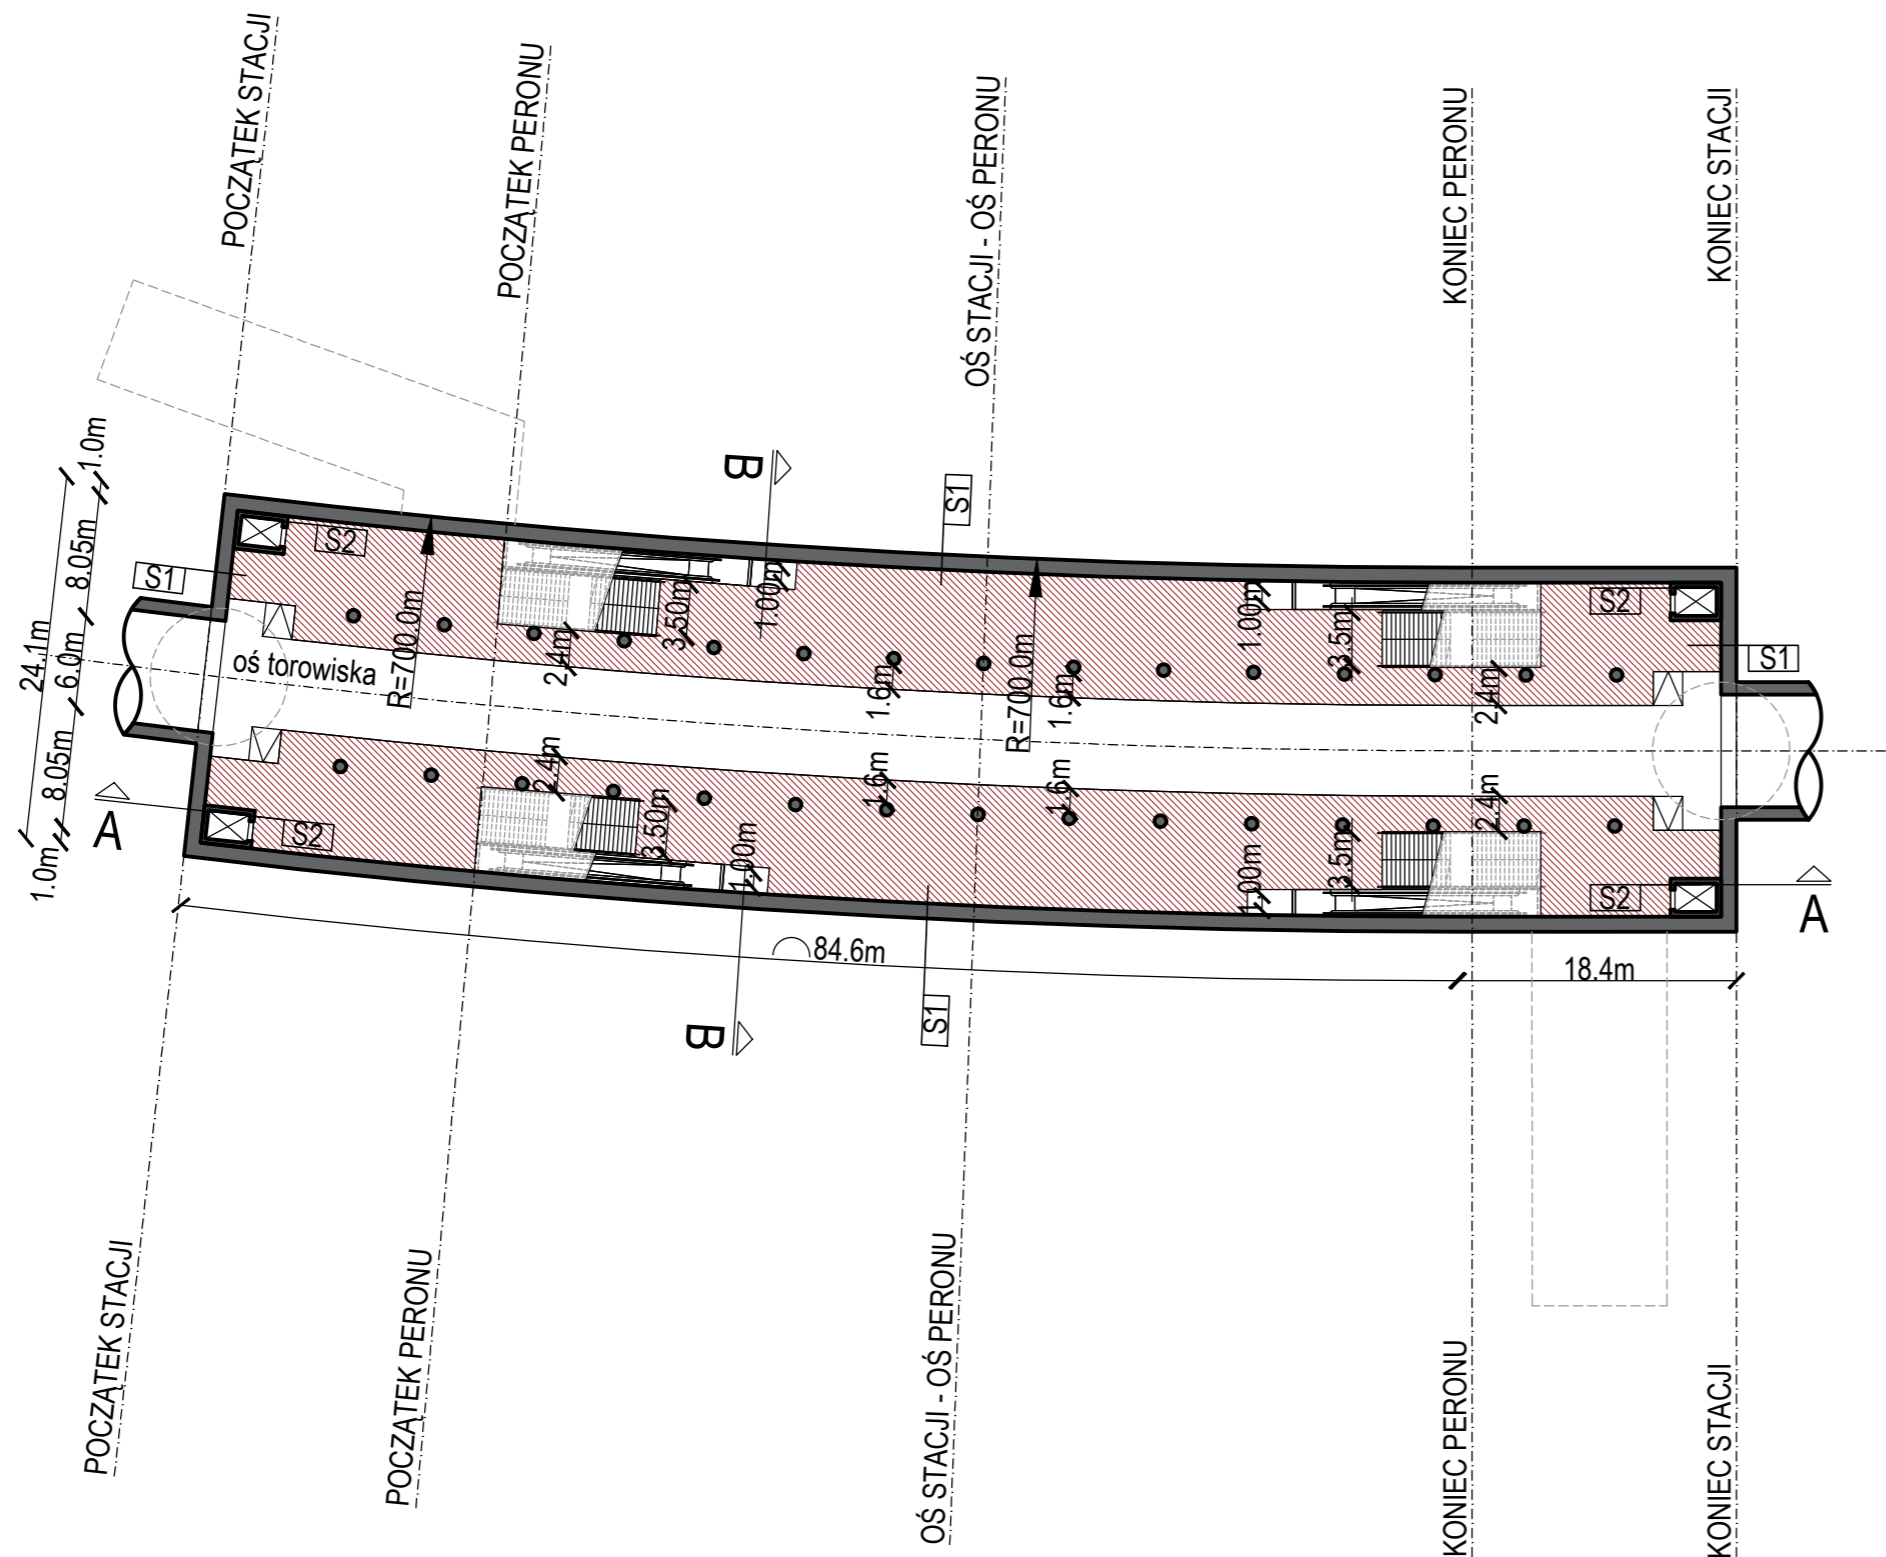 POCZĄTEK STACJI
POCZĄTEK PERONU
OŚ STACJI - OŚ PERONU
KONIEC PERONU
KONIEC STACJI
B
S1
1.0m
8.05m
6.0m
8.05m
1.0m
24.1m
S1
S2
oś torowiska
R=700.0m
2.4m
3.50m
1.00m
1.6m
R=700.0m
1.6m
1.00m
3.5m
2.4m
S2
S1
2.4m
3.50m
1.00m
1.6m
1.6m
1.00m
3.5m
2.4m
S2
S2
A
A
84.6m
18.4m
B
S1
POCZĄTEK STACJI
POCZĄTEK PERONU
OŚ STACJI - OŚ PERONU
KONIEC PERONU
KONIEC STACJI